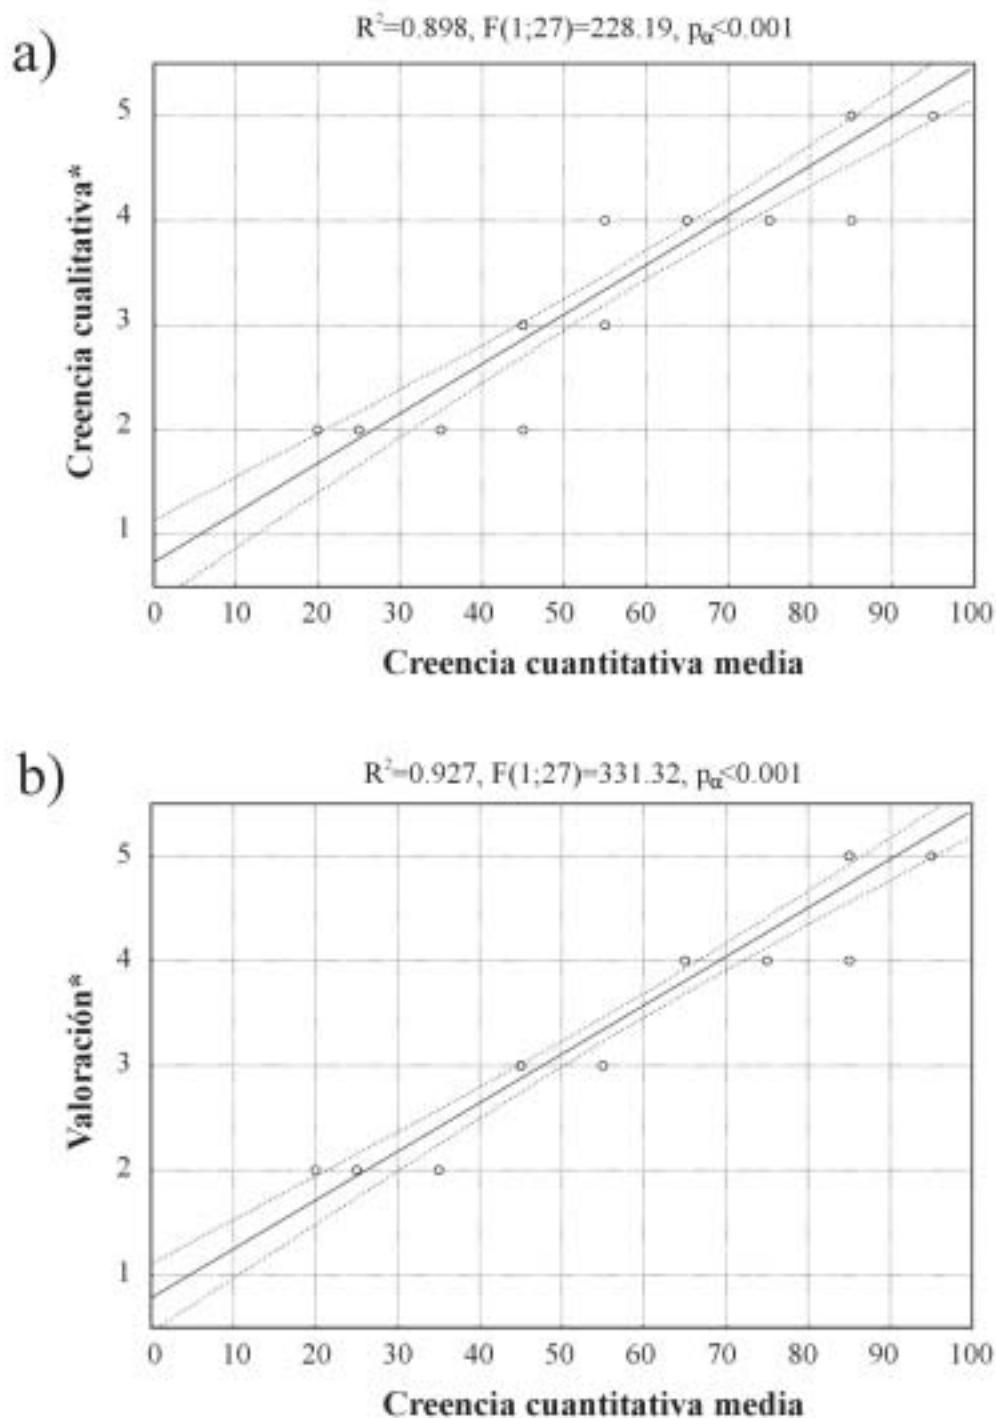 a)
R²=0.898, F(1;27)=228.19, pα<0.001
Creencia cualitativa*
5
4
3
2
1
0 10 20 30 40 50 60 70 80 90 100
Creencia cuantitativa media
b)
R²=0.927, F(1;27)=331.32, pα<0.001
Valoración*
5
4
3
2
1
0 10 20 30 40 50 60 70 80 90 100
Creencia cuantitativa media